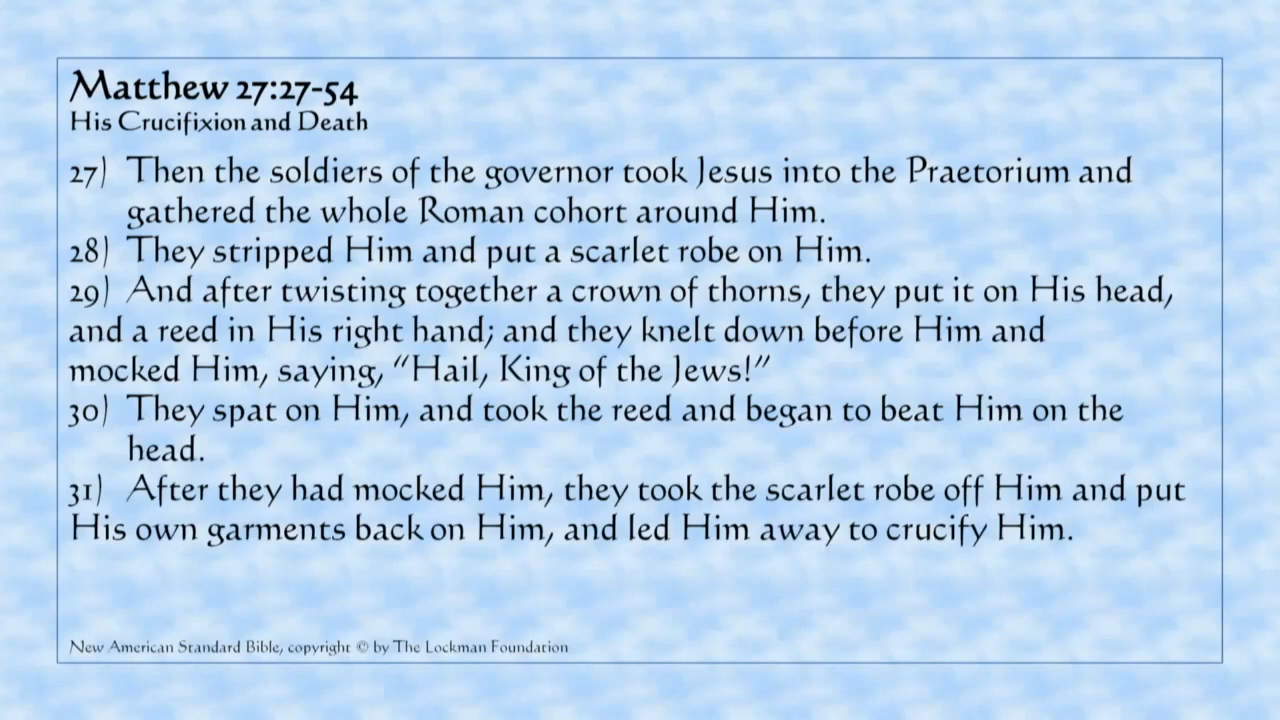 Matthew 27:27-54
His Crucifixion and Death
27) Then the soldiers of the governor took Jesus into the Praetorium and
gathered the whole Roman cohort around Him.
28) They stripped Him and put a scarlet robe on Him.
29) And after twisting together a crown of thorns, they put it on His head,
and a reed in His right hand; and they knelt down before Him and
mocked Him, saying, “Hail, King of the Jews!”
30) They spat on Him, and took the reed and began to beat Him on the
head.
31) After they had mocked Him, they took the scarlet robe off Him and put
His own garments back on Him, and led Him away to crucify Him.
New American Standard Bible, copyright © by The Lockman Foundation